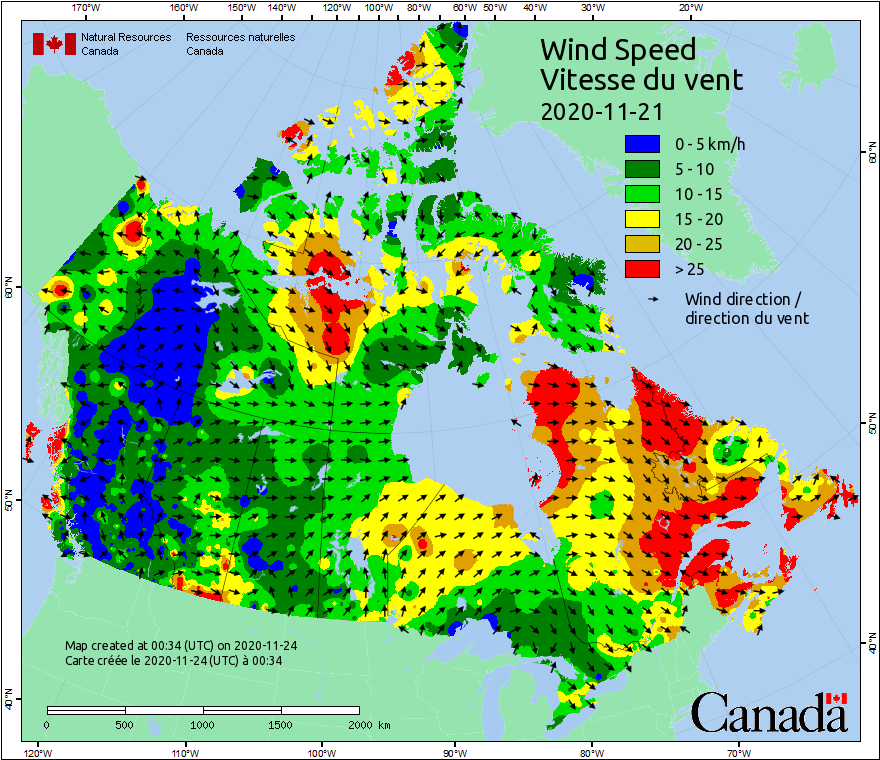 170°W 160°W 150°W 140°W 120°W 100°W 80°W 60°W 50°W 40°W 30°W 20°W
Natural Resources Ressources naturelles
Canada Canada
Wind Speed
Vitesse du vent
2020-11-21
0 - 5 km/h
5 - 10
10 - 15
15 - 20
20 - 25
> 25
Wind direction /
direction du vent
60°N
60°N
50°N
50°N
40°N
40°N
Map created at 00:34 (UTC) on 2020-11-24
Carte créée le 2020-11-24 (UTC) à 00:34
0 500 1000 1500 2000 km
Canada
120°W 110°W 100°W 90°W 80°W 70°W